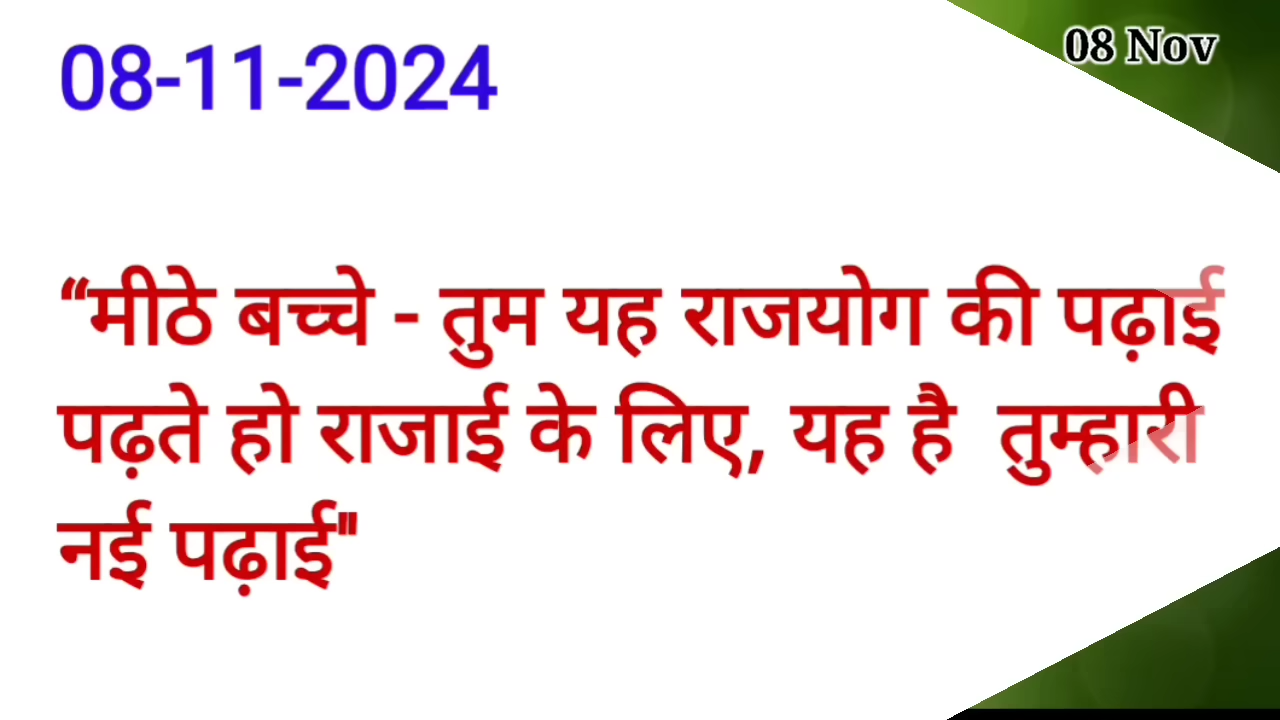 08-11-2024
08 Nov
“मीठे बच्चे - तुम यह राजयोग की पढ़ाई
पढ़ते हो राजाई के लिए, यह है  तुम्हारी
नई पढ़ाई"